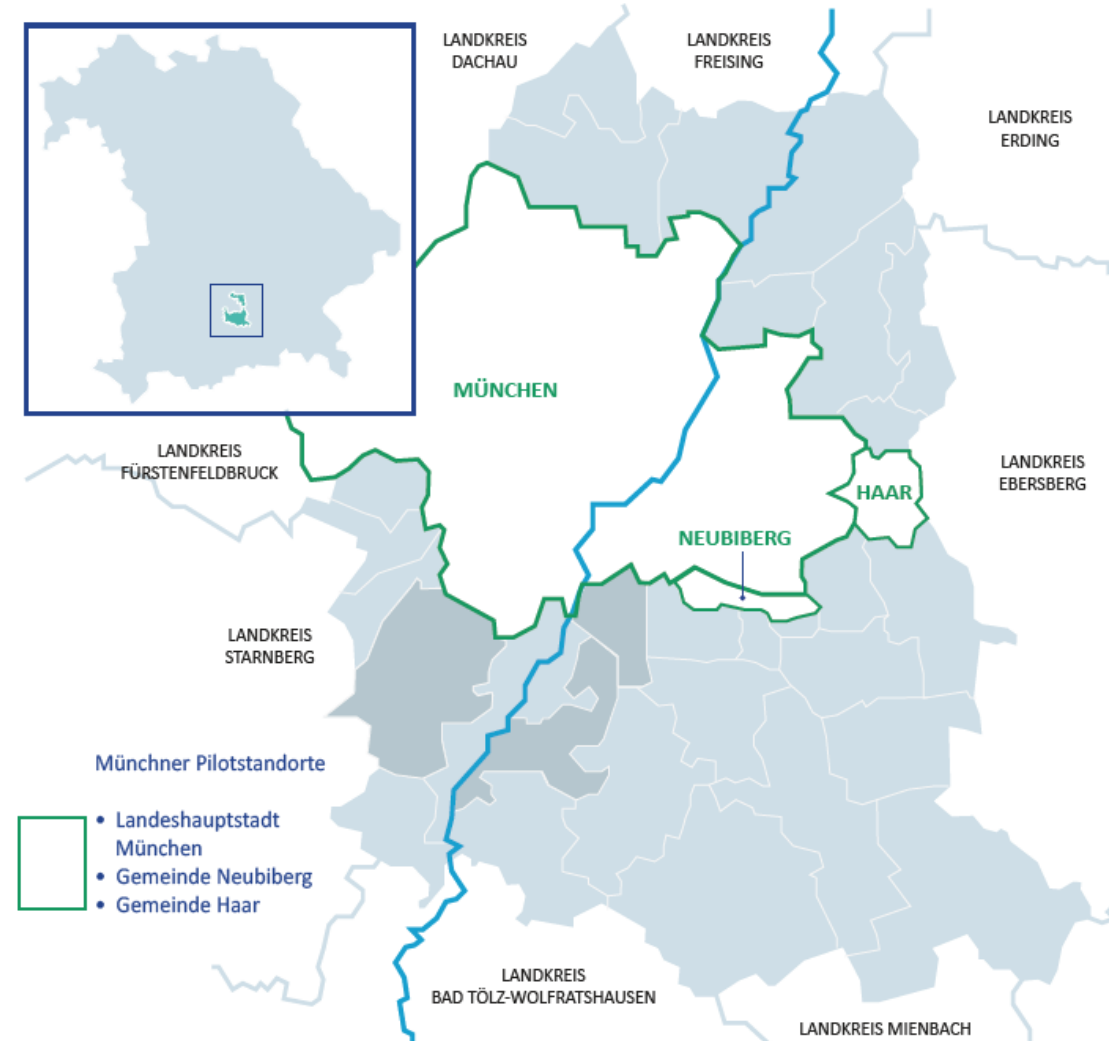 LANDKREIS
DACHAU
LANDKREIS
FREISING
LANDKREIS
ERDING
MÜNCHEN
LANDKREIS
FÜRSTENFELDBRUCK
LANDKREIS
EBERSBERG
HAAR
NEUBIBERG
LANDKREIS
STARNBERG
Münchner Pilotstandorte
• Landeshauptstadt
München
• Gemeinde Neubiberg
• Gemeinde Haar
LANDKREIS
BAD TÖLZ-WOLFRATSHAUSEN
LANDKREIS MIENBACH